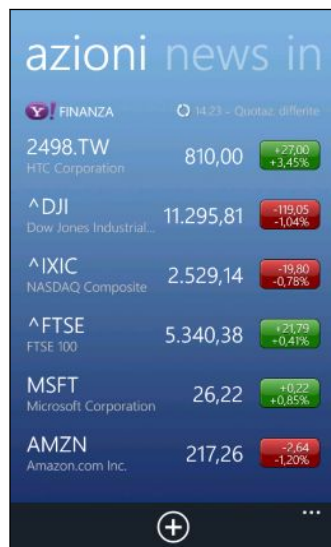 azioni news in
Y! FINANZA 14.23 - Quotaz. differite
2498.TW 810,00 +27,00
HTC Corporation +3,45%
^DJI 11.295,81 -119,05
Dow Jones Industrial... -1,04%
^IXIC 2.529,14 -19,80
NASDAQ Composite -0,78%
^FTSE 5.340,38 +21,79
FTSE 100 +0,41%
MSFT 26,22 +0,22
Microsoft Corporation +0,85%
AMZN 217,26 -2,64
Amazon.com Inc. -1,20%